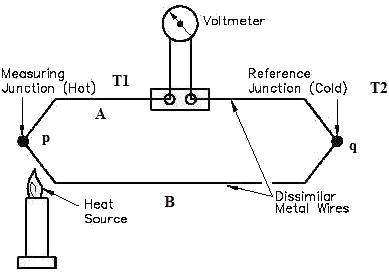 Voltmeter
Measuring
Junction (Hot)
T1
Reference
Junction (Cold)
T2
A
p
q
Heat
Source
B
Dissimilar
Metal Wires